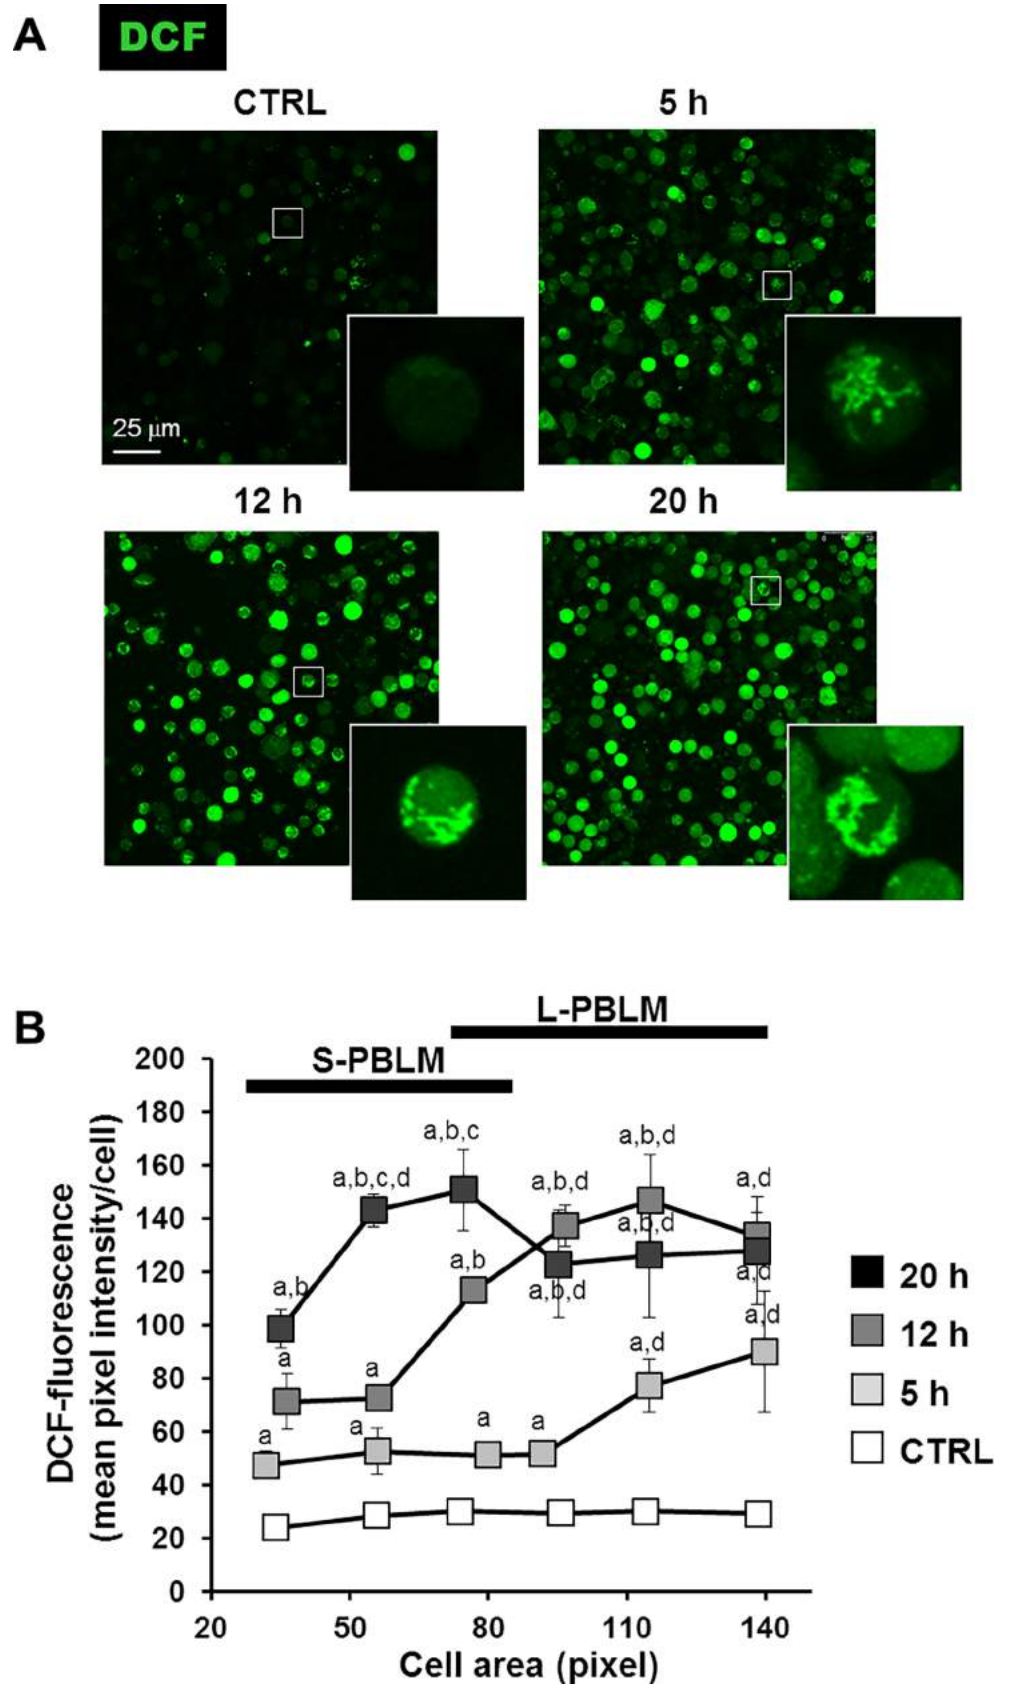 A
DCF
CTRL
5 h
25 μm
12 h
20 h
B
L-PBLM
S-PBLM
200
180
160
140
120
100
80
60
40
20
0
DCF-fluorescence
(mean pixel intensity/cell)
a,b,c
a,b,d
a,b,c,d
a,b,d
a,d
a,b,d
a,b
a,b
a,b,d
a,d
a,d
a
a
a,d
a
a
a
a
20 h
12 h
5 h
CTRL
20
50
80
110
140
Cell area (pixel)